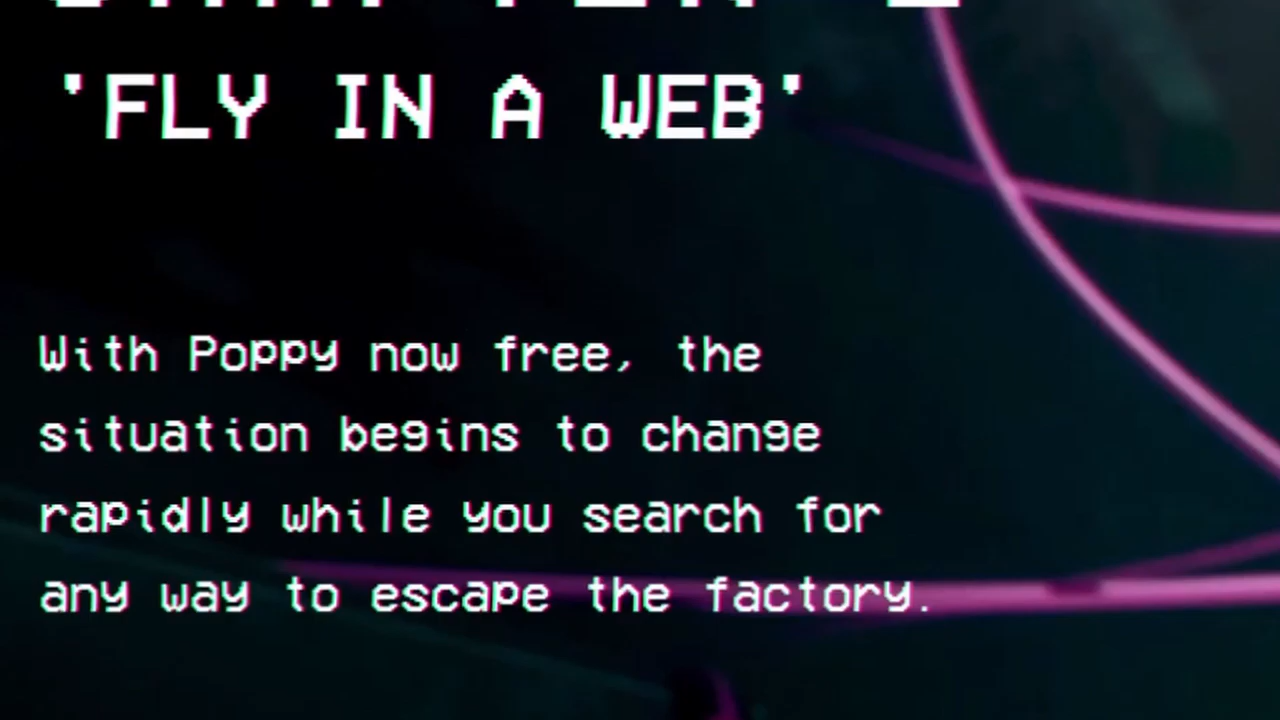 'FLY IN A WEB'
With Poppy now free, the
situation begins to change
rapidly while you search for
any way to escape the factory.